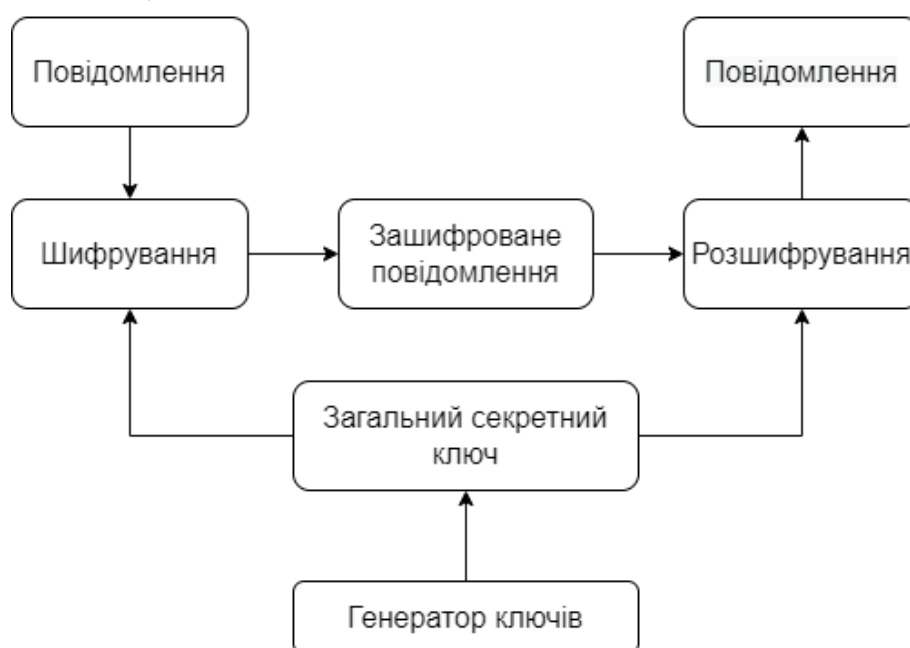 Повідомлення
Повідомлення
Шифрування
Зашифроване
повідомлення
Розшифрування
Загальний секретний
ключ
Генератор ключів